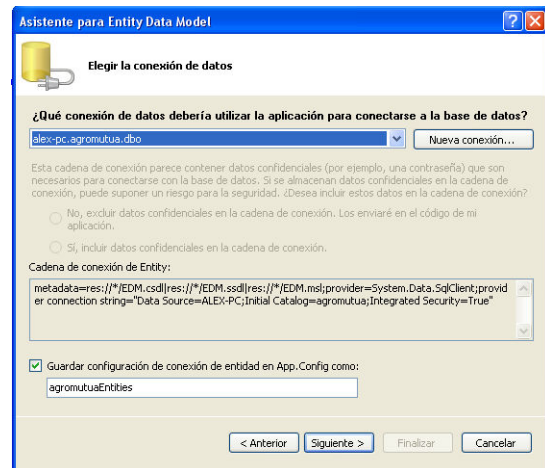 Asistente para Entity Data Model
Elegir la conexión de datos
¿Qué conexión de datos debería utilizar la aplicación para conectarse a la base de datos?
alex-pc.agromutua.dbo
Nueva conexión...
Esta cadena de conexión parece contener datos confidenciales (por ejemplo, una contraseña) que son
necesarios para conectarse con la base de datos. Si se almacenan datos confidenciales en la cadena de
conexión, puede suponer un riesgo para la seguridad. ¿Desea incluir estos datos en la cadena de conexión?
No, excluir datos confidenciales en la cadena de conexión. Los enviaré en el código de mi
aplicación.
Sí, incluir datos confidenciales en la cadena de conexión.
Cadena de conexión de Entity:
metadata=res://*/EDM.csdl|res://*/EDM.ssdl|res://*/EDM.msl;provider=System.Data.SqlClient;provid
er connection string="Data Source=ALEX-PC;Initial Catalog=agromutua;Integrated Security=True"
Guardar configuración de conexión de entidad en App.Config como:
agromutuaEntities
< Anterior
Siguiente >
Finalizar
Cancelar